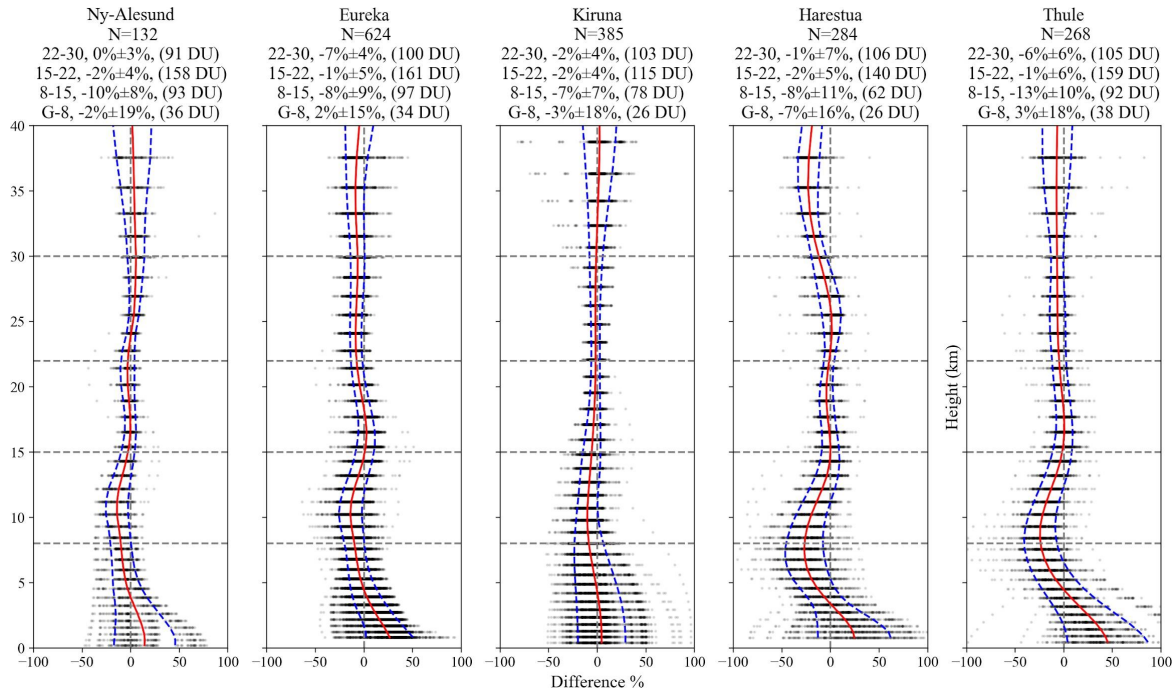 Ny-Alesund
N=132
22-30, 0%±3%, (91 DU)
15-22, -2%±4%, (158 DU)
8-15, -10%±8%, (93 DU)
G-8, -2%±19%, (36 DU)
Eureka
N=624
22-30, -7%±4%, (100 DU)
15-22, -1%±5%, (161 DU)
8-15, -8%±9%, (97 DU)
G-8, 2%±15%, (34 DU)
Kiruna
N=385
22-30, -2%±4%, (103 DU)
15-22, -2%±4%, (115 DU)
8-15, -7%±7%, (78 DU)
G-8, -3%±18%, (26 DU)
Harestua
N=284
22-30, -1%±7%, (106 DU)
15-22, -2%±5%, (140 DU)
8-15, -8%±11%, (62 DU)
G-8, -7%±16%, (26 DU)
Thule
N=268
22-30, -6%±6%, (105 DU)
15-22, -1%±6%, (159 DU)
8-15, -13%±10%, (92 DU)
G-8, 3%±18%, (38 DU)
40
35
30
25
20
15
10
5
0
Height (km)
−100 −50 0 50 100
−100 −50 0 50 100
−100 −50 0 50 100
−100 −50 0 50 100
−100 −50 0 50 100
Difference %